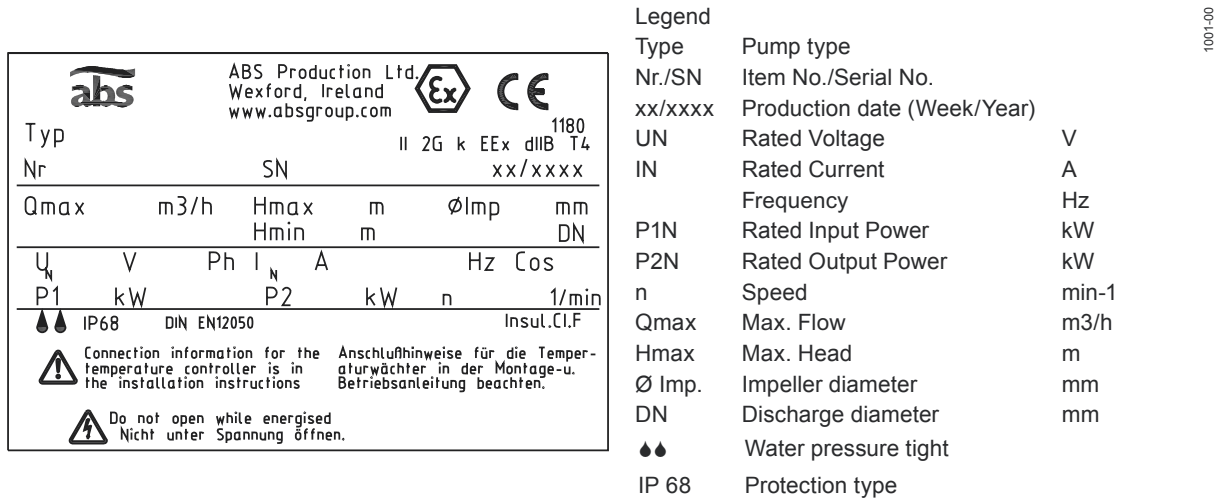 abs
ABS Production Ltd.
Wexford, Ireland
www.absgroup.com
Ex
CE
Typ
1180
II 2G k EEx dIIB T4
Nr SN xx/xxxx
Qmax m3/h Hmax m ØImp mm
Hmin m DN
UN V Ph IN A Hz Cos
P1 kW P2 kW n 1/min
IP68 DIN EN12050 Insul.Cl.F
Connection information for the
temperature controller is in
the installation instructions
Anschlußhinweise für die Temper-
aturwächter in der Montage-u.
Betriebsanleitung beachten.
Do not open while energised
Nicht unter Spannung öffnen.
Legend
Type Pump type
Nr./SN Item No./Serial No.
xx/xxxx Production date (Week/Year)
UN Rated Voltage V
IN Rated Current A
Frequency Hz
P1N Rated Input Power kW
P2N Rated Output Power kW
n Speed min-1
Qmax Max. Flow m3/h
Hmax Max. Head m
Ø Imp. Impeller diameter mm
DN Discharge diameter mm
Water pressure tight
IP 68 Protection type
1001-00